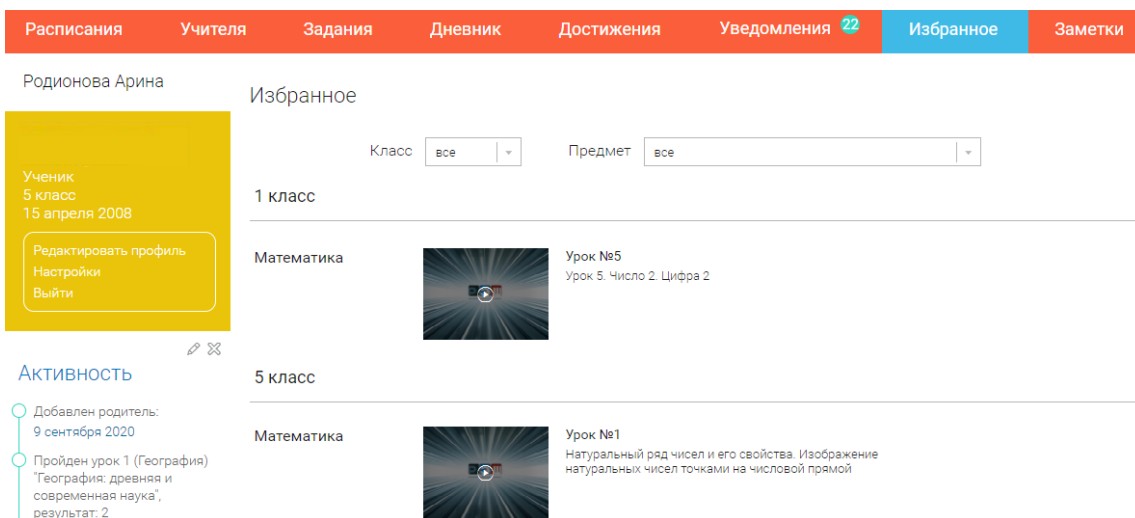 Расписания Учителя Задания Дневник Достижения Уведомления 22 Избранное Заметки
Родионова Арина
Ученик
5 класс
15 апреля 2008
Редактировать профиль
Настройки
Выйти
Активность
Добавлен родитель:
9 сентября 2020
Пройден урок 1 (География)
"География: древняя и
современная наука",
результат: 2
Избранное
Класс все Предмет все
1 класс
Математика
Урок №5
Урок 5. Число 2. Цифра 2
5 класс
Математика
Урок №1
Натуральный ряд чисел и его свойства. Изображение
натуральных чисел точками на числовой прямой